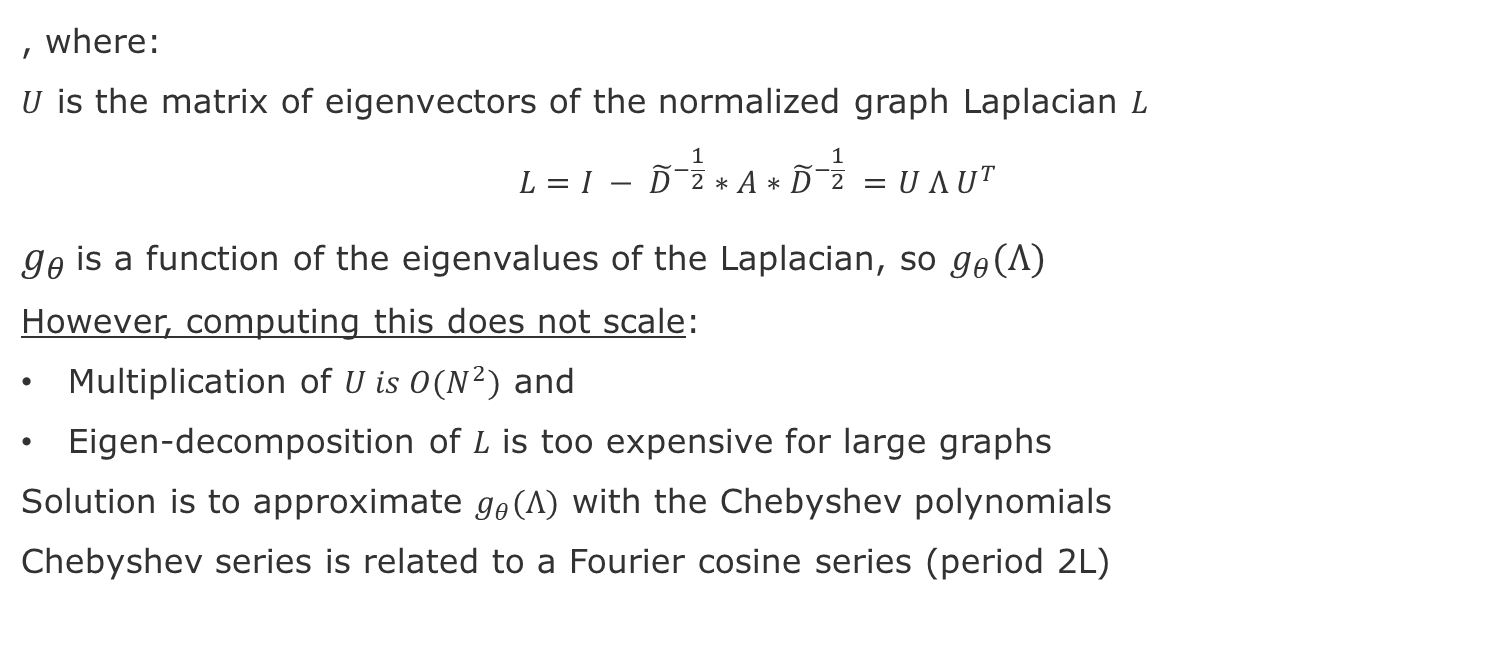 , where:
U is the matrix of eigenvectors of the normalized graph Laplacian L
L = I − D̃^{−1/2} ∗ A ∗ D̃^{−1/2} = U Λ U^T
g_θ is a function of the eigenvalues of the Laplacian, so g_θ(Λ)
However, computing this does not scale:
• Multiplication of U is O(N²) and
• Eigen-decomposition of L is too expensive for large graphs
Solution is to approximate g_θ(Λ) with the Chebyshev polynomials
Chebyshev series is related to a Fourier cosine series (period 2L)